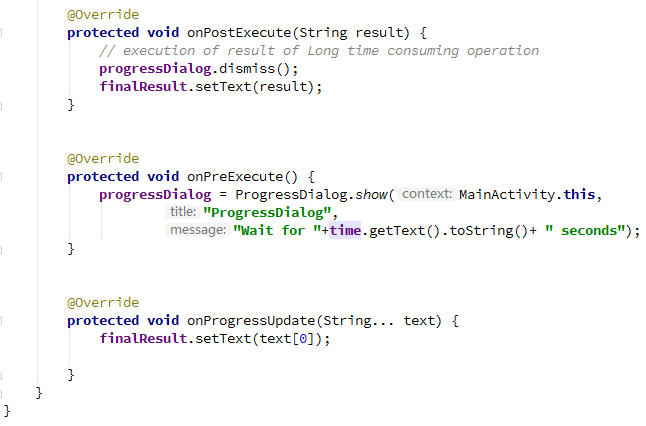 @Override
protected void onPostExecute(String result) {
// execution of result of Long time consuming operation
progressDialog.dismiss();
finalResult.setText(result);
}
@Override
protected void onPreExecute() {
progressDialog = ProgressDialog.show( context: MainActivity.this,
title: "ProgressDialog",
message: "Wait for "+time.getText().toString()+ " seconds");
}
@Override
protected void onProgressUpdate(String... text) {
finalResult.setText(text[0]);
}
}
}